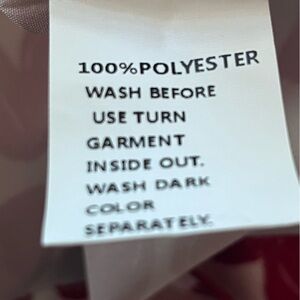 100%POLYESTER
WASH BEFORE
USE TURN
GARMENT
INSIDE OUT.
WASH DARK
COLOR
SEPARATELY.